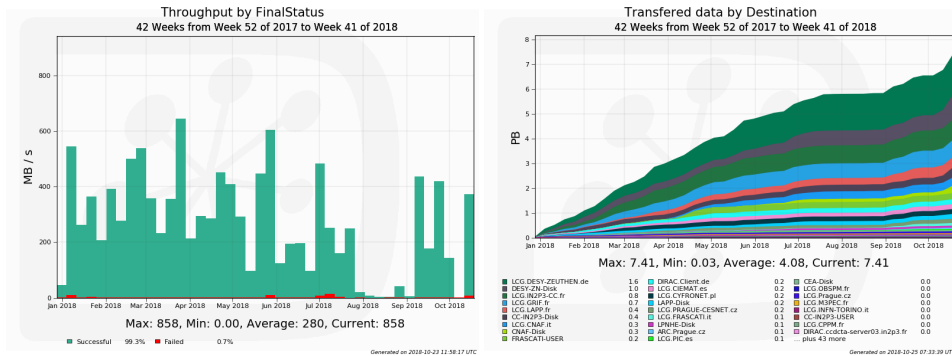 Throughput by FinalStatus
42 Weeks from Week 52 of 2017 to Week 41 of 2018
MB / s
800
600
400
200
0
Jan 2018 Feb 2018 Mar 2018 Apr 2018 May 2018 Jun 2018 Jul 2018 Aug 2018 Sep 2018 Oct 2018
Max: 858, Min: 0.00, Average: 280, Current: 858
Successful 99.3% Failed 0.7%
Generated on 2018-10-23 11:58:17 UTC
Transfered data by Destination
42 Weeks from Week 52 of 2017 to Week 41 of 2018
PB
8
7
6
5
4
3
2
1
0
Jan 2018 Feb 2018 Mar 2018 Apr 2018 May 2018 Jun 2018 Jul 2018 Aug 2018 Sep 2018 Oct 2018
Max: 7.41, Min: 0.03, Average: 4.08, Current: 7.41
LCG.DESY-ZEUTHEN.de 1.6 DIRAC.Client.de 0.2 CEA-Disk 0.0
DESY-ZN-Disk 1.0 LCG.CIEMAT.es 0.2 LCG.OBSPM.fr 0.0
LCG.IN2P3-CC.fr 0.8 LCG.CYFRONET.pl 0.2 LCG.Prague.cz 0.0
LCG.GRIF.fr 0.7 LAPP-Disk 0.2 LCG.M3PEC.fr 0.0
LCG.LAPP.fr 0.4 LCG.PRAGUE-CESNET.cz 0.2 LCG.INFN-TORINO.it 0.0
CC-IN2P3-Disk 0.4 LCG.FRASCATI.it 0.1 CC-IN2P3-USER 0.0
LCG.CNAF.it 0.3 LPNHE-Disk 0.1 LCG.CPPM.fr 0.0
CNAF-Disk 0.3 ARC.Prague.cz 0.1 DIRAC.ccdcta-server03.in2p3.fr 0.0
FRASCATI-USER 0.2 LCG.PIC.es 0.1 ... plus 43 more
Generated on 2018-10-25 07:33:39 UTC